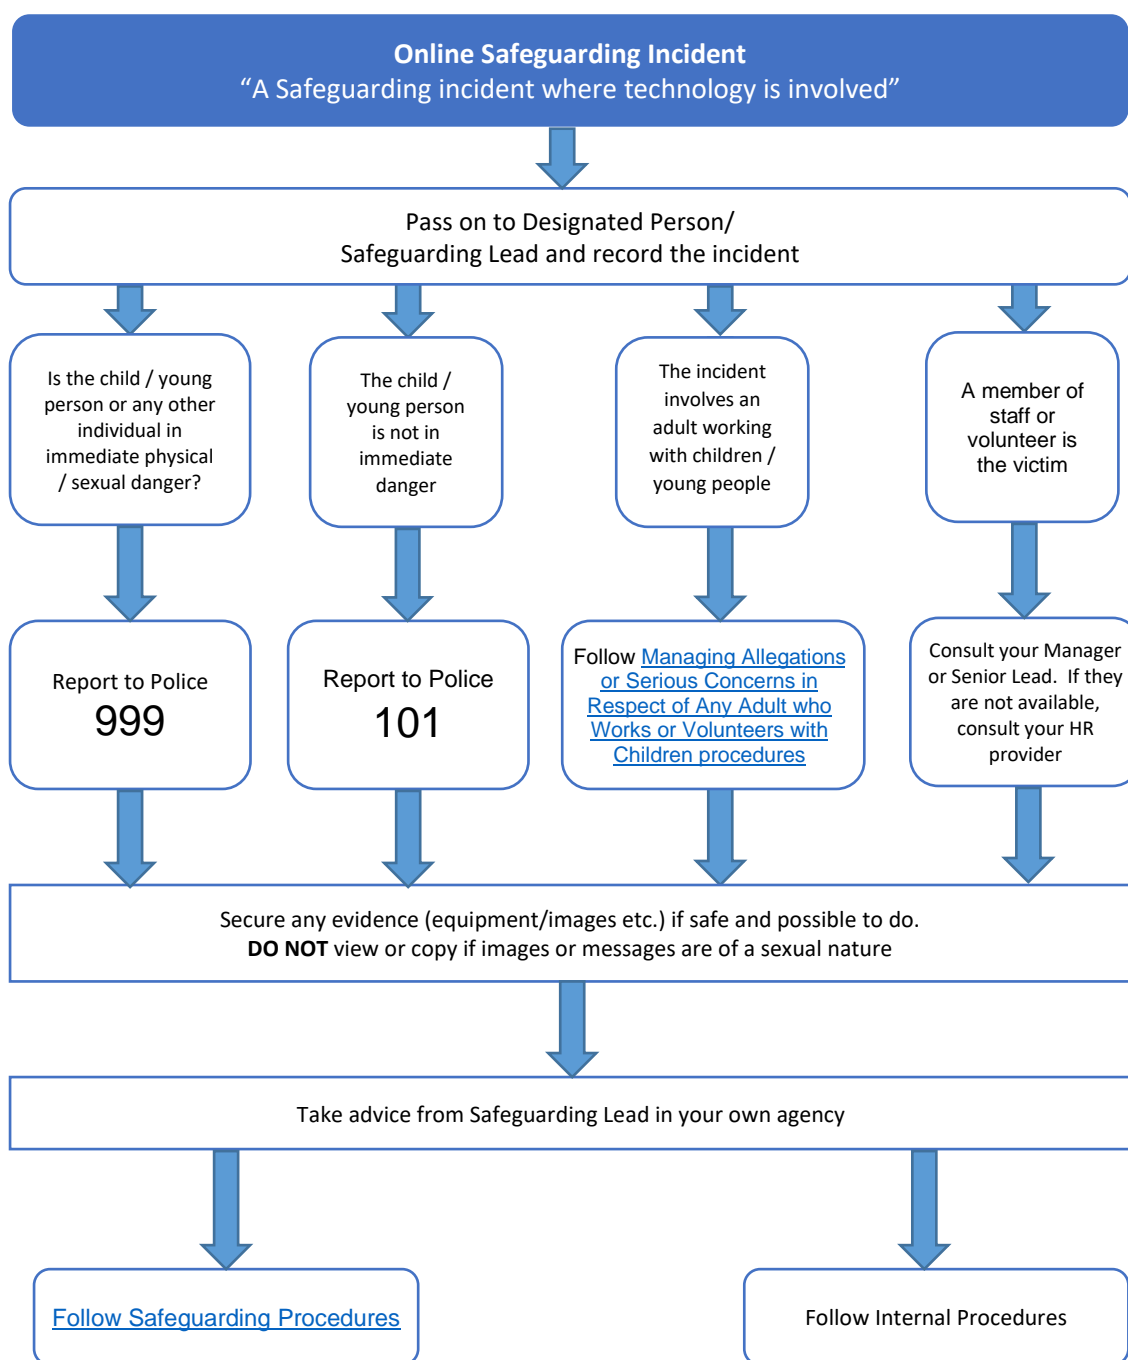 Online Safeguarding Incident
“A Safeguarding incident where technology is involved”
Pass on to Designated Person/
Safeguarding Lead and record the incident
Is the child / young
person or any other
individual in
immediate physical
/ sexual danger?
The child /
young person
is not in
immediate
danger
The incident
involves an
adult working
with children /
young people
A member of
staff or
volunteer is
the victim
Report to Police
999
Report to Police
101
Follow Managing Allegations
or Serious Concerns in
Respect of Any Adult who
Works or Volunteers with
Children procedures
Consult your Manager
or Senior Lead.  If they
are not available,
consult your HR
provider
Secure any evidence (equipment/images etc.) if safe and possible to do.
DO NOT view or copy if images or messages are of a sexual nature
Take advice from Safeguarding Lead in your own agency
Follow Safeguarding Procedures
Follow Internal Procedures